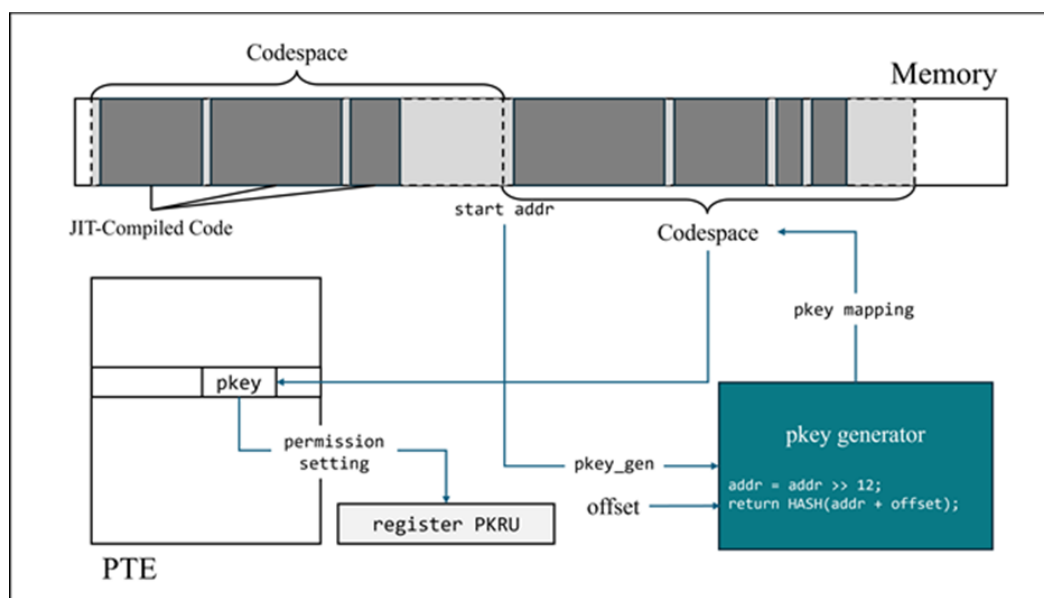 Codespace
Memory
JIT-Compiled Code
start addr
Codespace
pkey mapping
pkey
pkey generator
permission
setting
pkey_gen
addr = addr >> 12;
return HASH(addr + offset);
offset
register PKRU
PTE